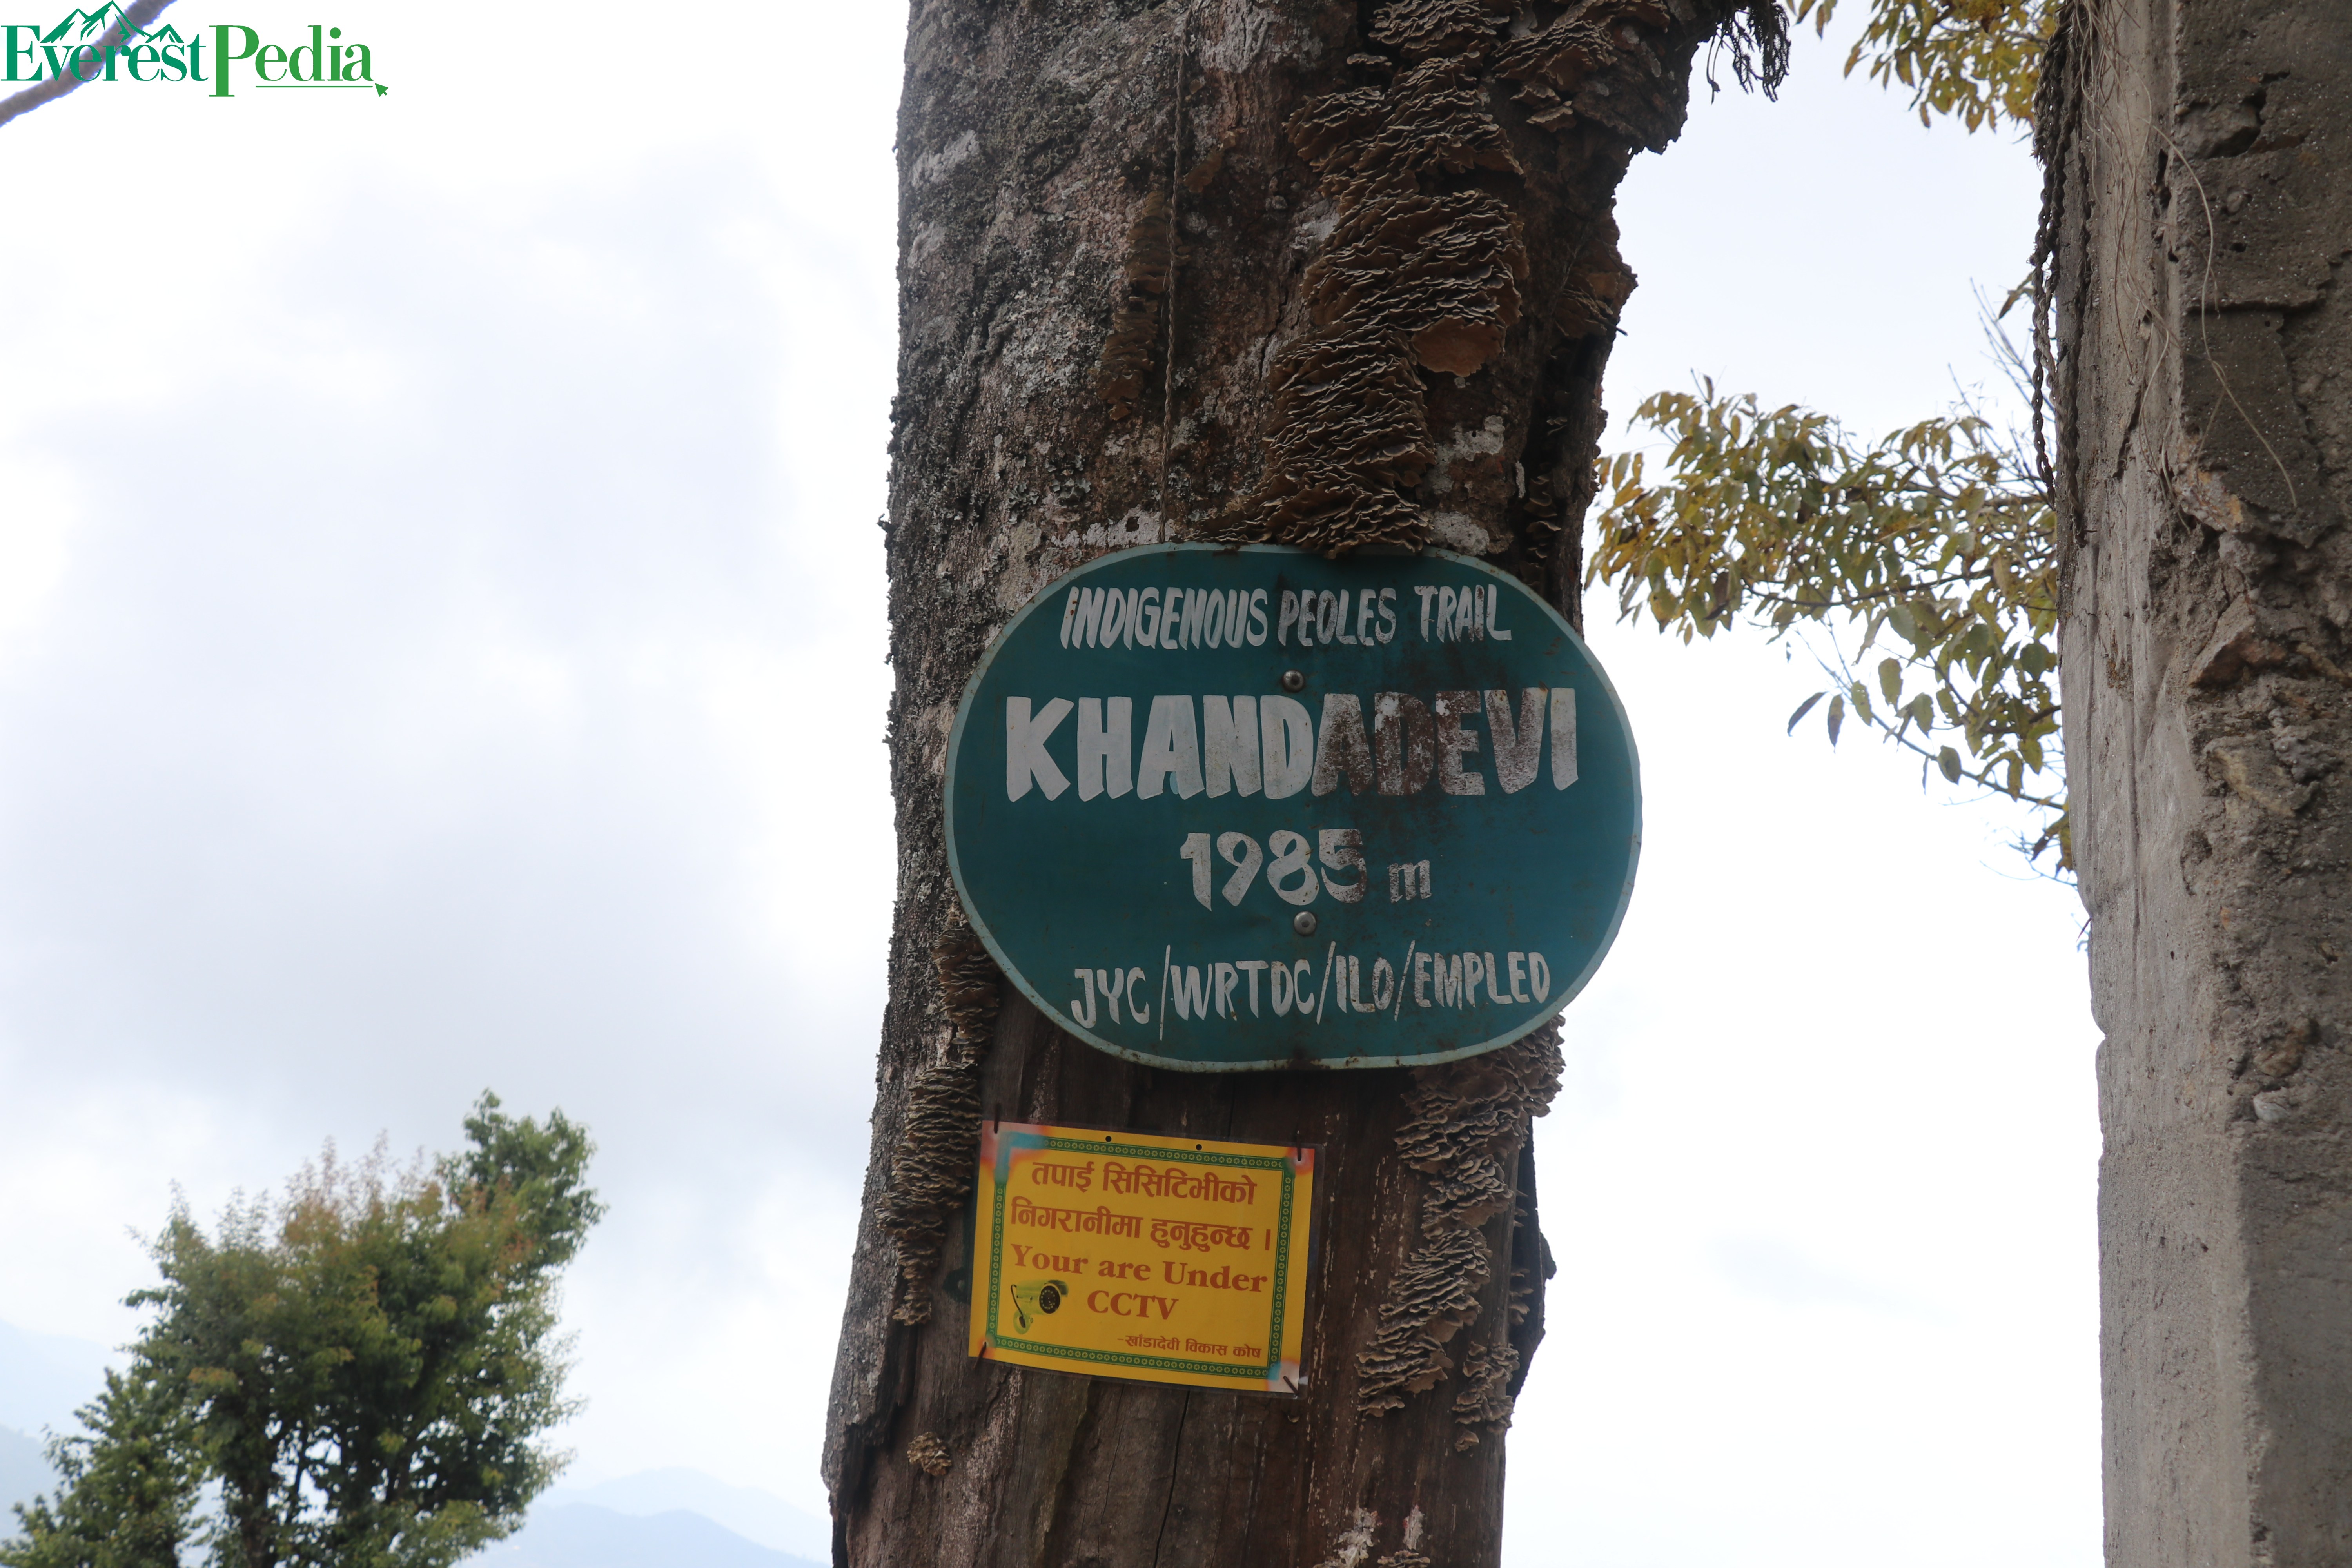 EverestPedia
INDIGENOUS PEOLES TRAIL
KHANDADEVI
1985 m
JYC/WRTDC/ILO/EMPLED
तपाई सिसिटिभीको
निगरानीमा हुनुहुन्छ ।
Your are Under
CCTV
-खाँडादेवी विकास कोष